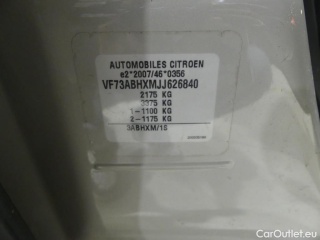 AUTOMOBILES CITROEN
e2*2007/46*0356
VF73ABHXMJJ626840
2175 KG
3375 KG
1-1100 KG
2-1175 KG
3ABHXM/1S
CarOutlet.eu